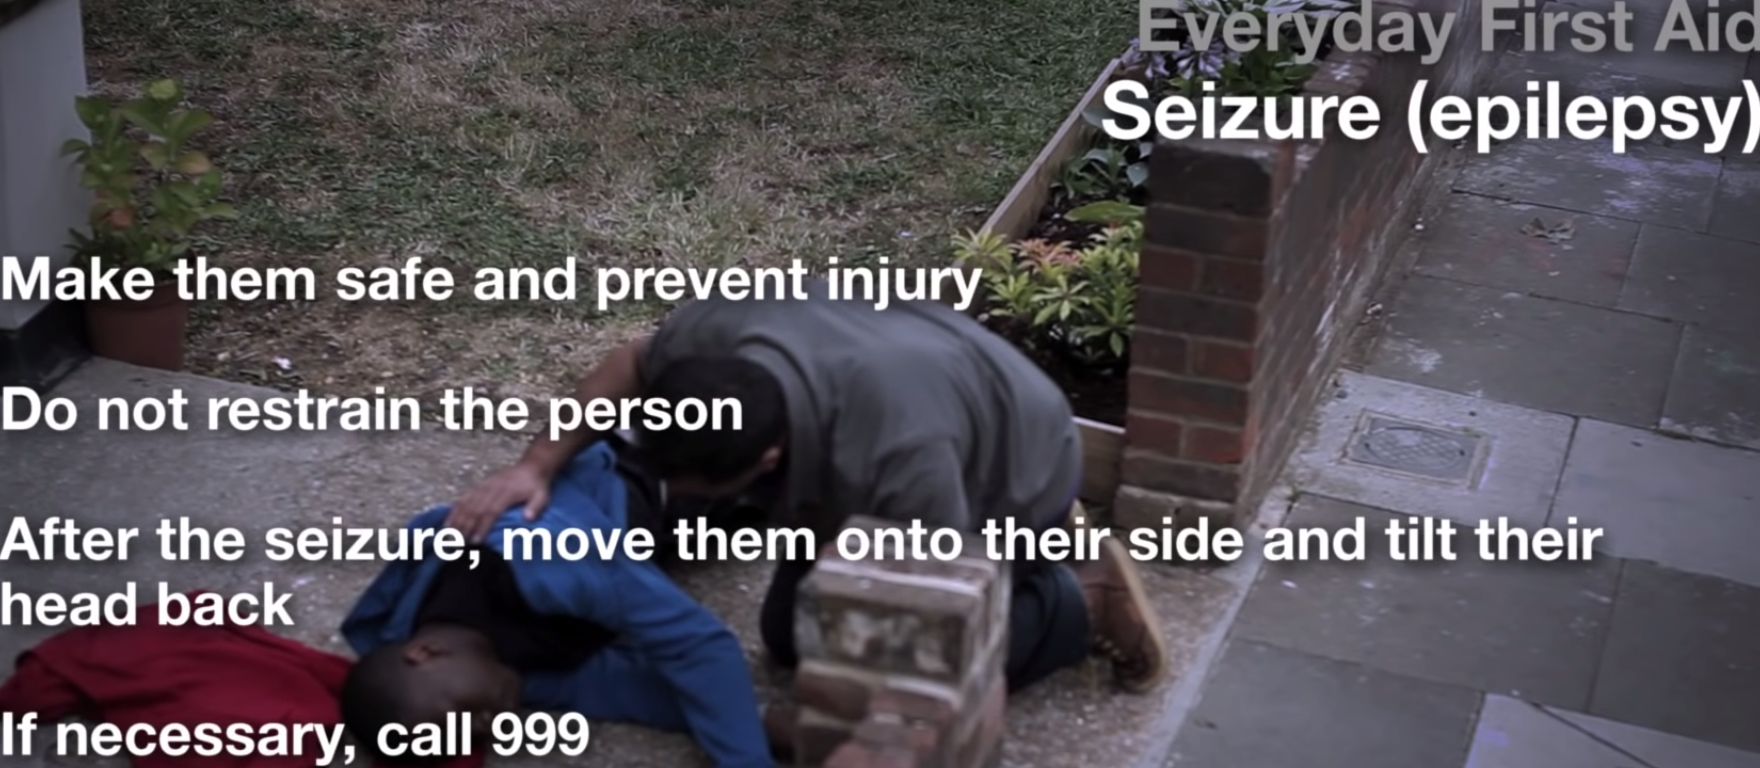 Everyday First Aid
Seizure (epilepsy)
Make them safe and prevent injury
Do not restrain the person
After the seizure, move them onto their side and tilt their
head back
If necessary, call 999